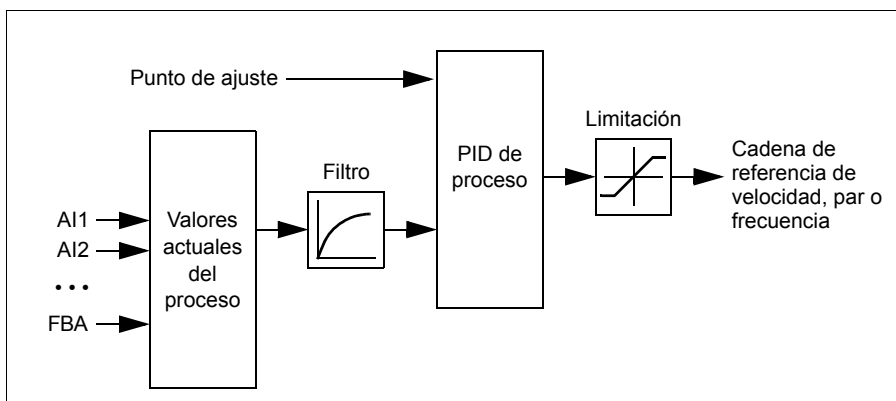 Punto de ajuste
AI1
AI2
• • •
FBA
Valores
actuales
del
proceso
Filtro
PID de
proceso
Limitación
Cadena de
referencia de
velocidad, par o
frecuencia